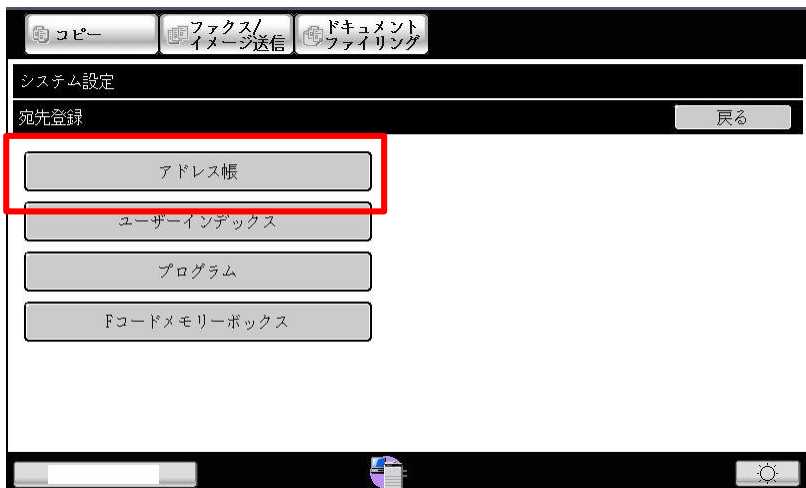 コピー
ファクス/
イメージ送信
ドキュメント
ファイリング
システム設定
宛先登録
戻る
アドレス帳
ユーザーインデックス
プログラム
Fコードメモリーボックス